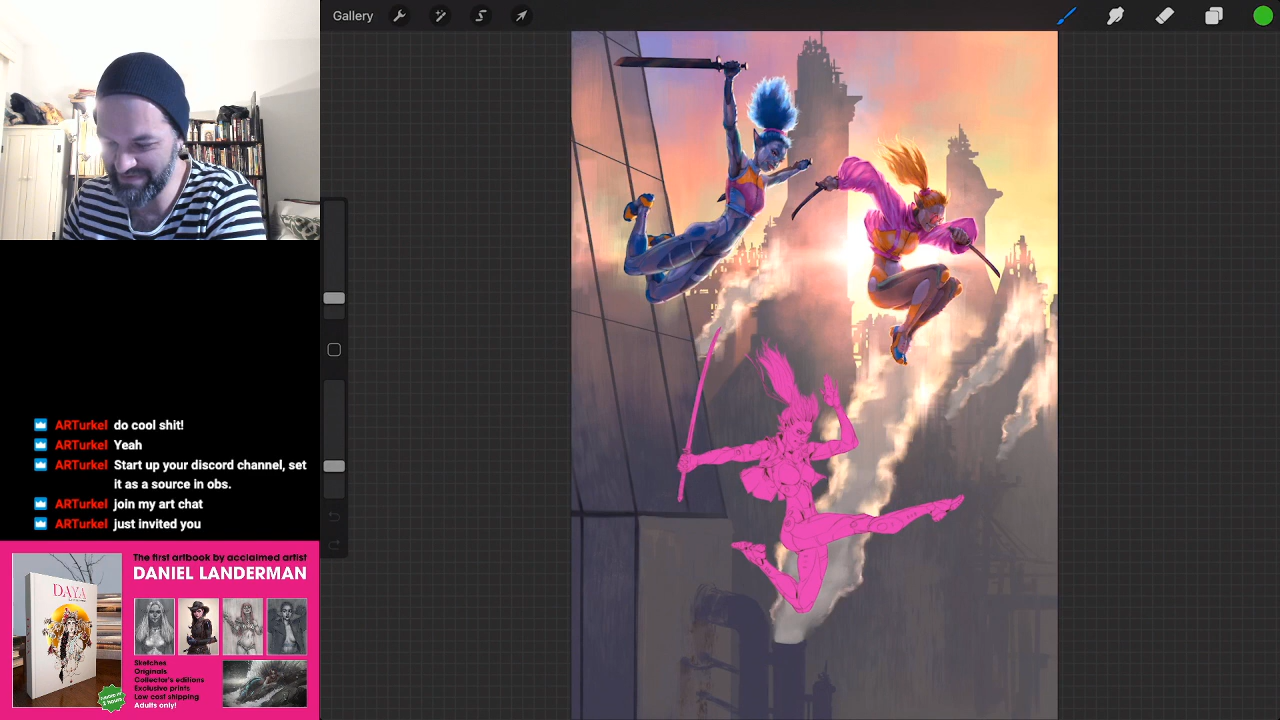 Gallery
ARTurkel do cool shit!
ARTurkel Yeah
ARTurkel Start up your discord channel, set
it as a source in obs.
ARTurkel join my art chat
ARTurkel just invited you
The first artbook by acclaimed artist
DANIEL LANDERMAN
DAYA
Sketches
Originals
Collector's editions
Exclusive prints
Low cost shipping
Adults only!